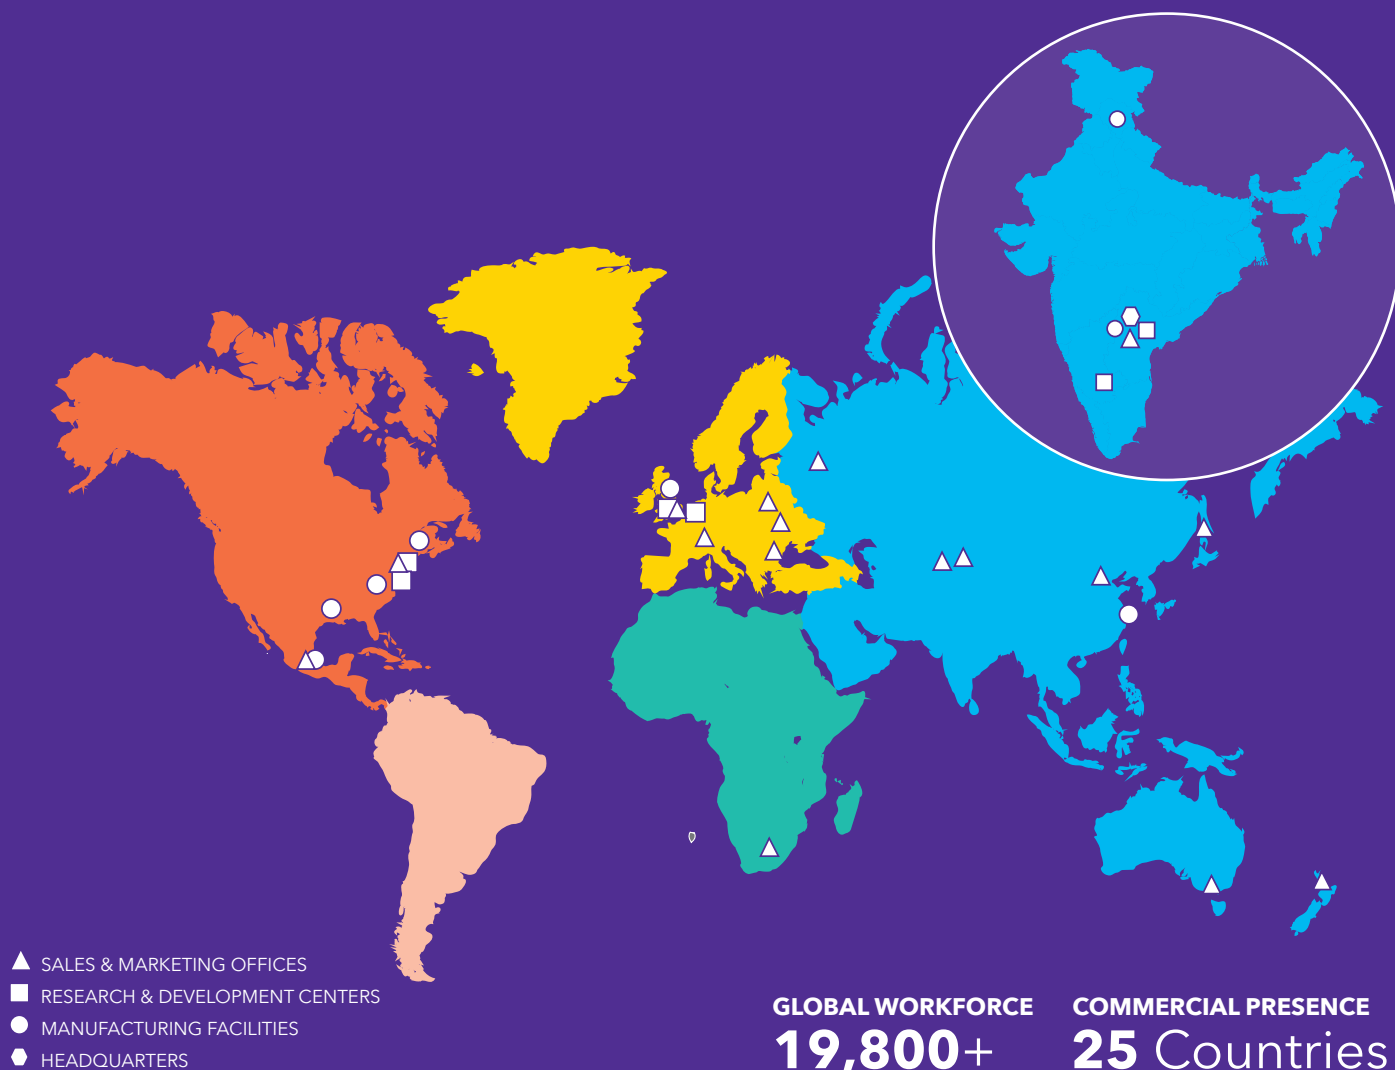 SALES & MARKETING OFFICES
RESEARCH & DEVELOPMENT CENTERS
MANUFACTURING FACILITIES
HEADQUARTERS
GLOBAL WORKFORCE
19,800+
COMMERCIAL PRESENCE
25 Countries